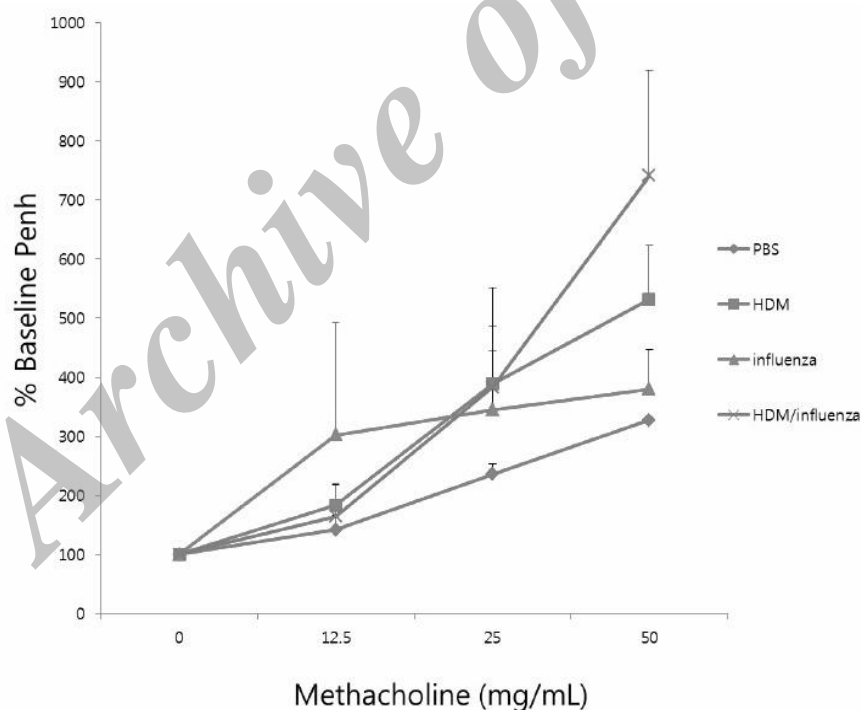 Archive of
1000
900
800
700
600
500
400
300
200
100
0
% Baseline Penh
0 12.5 25 50
Methacholine (mg/mL)
PBS
HDM
influenza
HDM/influenza